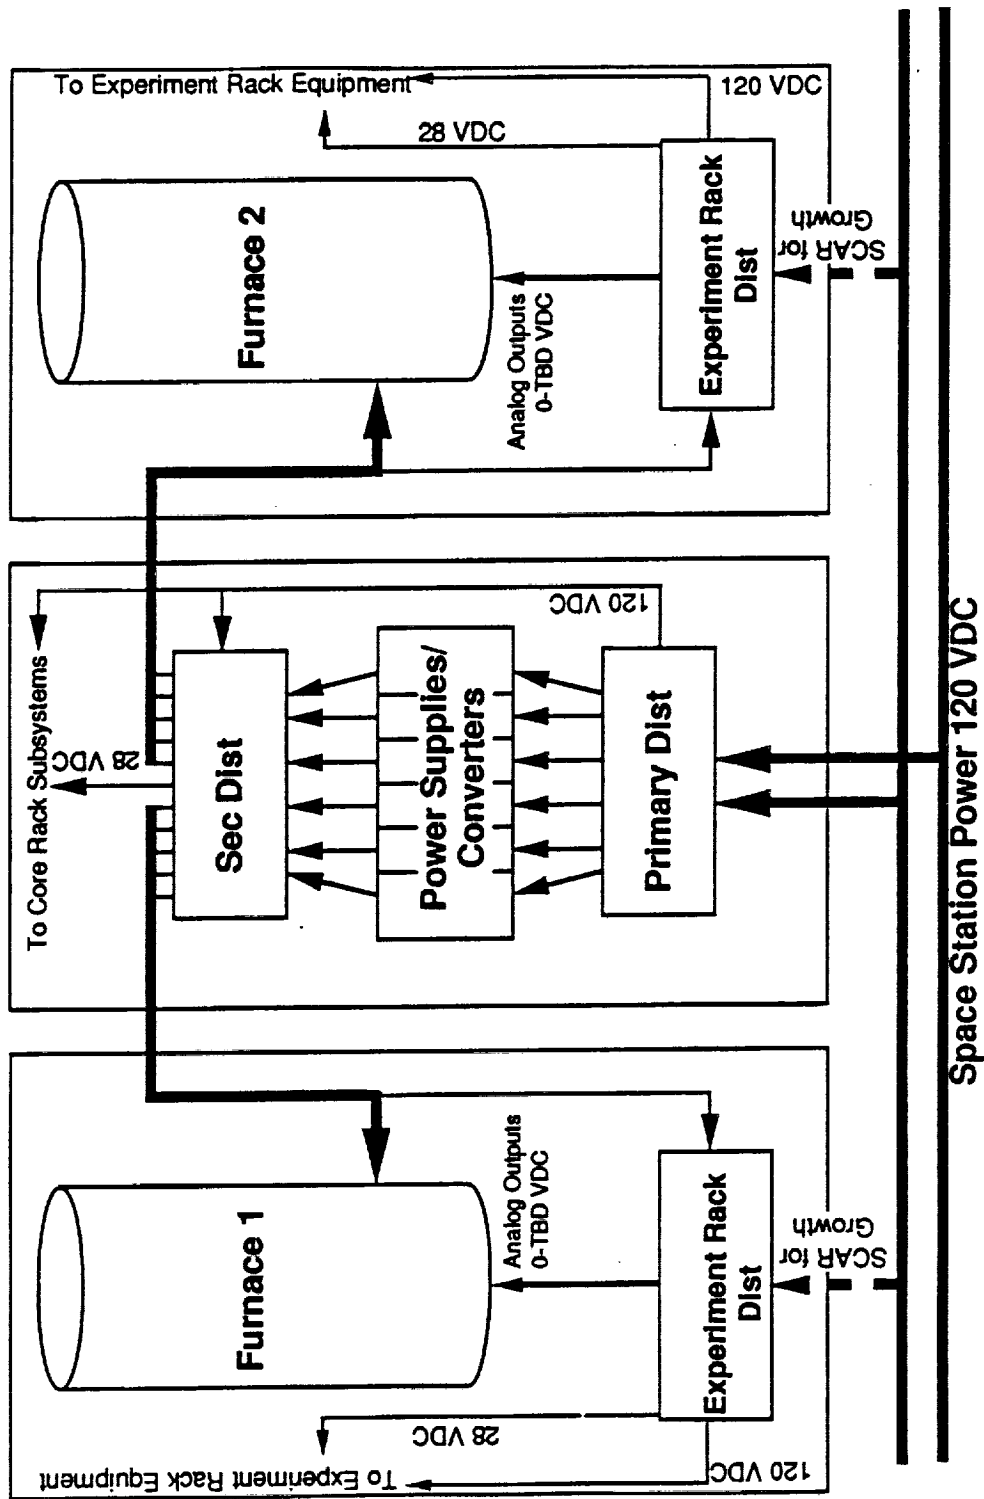 To Experiment Rack Equipment
120 VDC
28 VDC
Furnace 2
Analog Outputs
0-TBD VDC
Experiment Rack
Dist
SCAR for
Growth
To Core Rack Subsystems
28 VDC
120 VDC
Sec Dist
Power Supplies/
Converters
Primary Dist
Furnace 1
Analog Outputs
0-TBD VDC
Experiment Rack
Dist
SCAR for
Growth
28 VDC
To Experiment Rack Equipment
120 VDC
Space Station Power 120 VDC